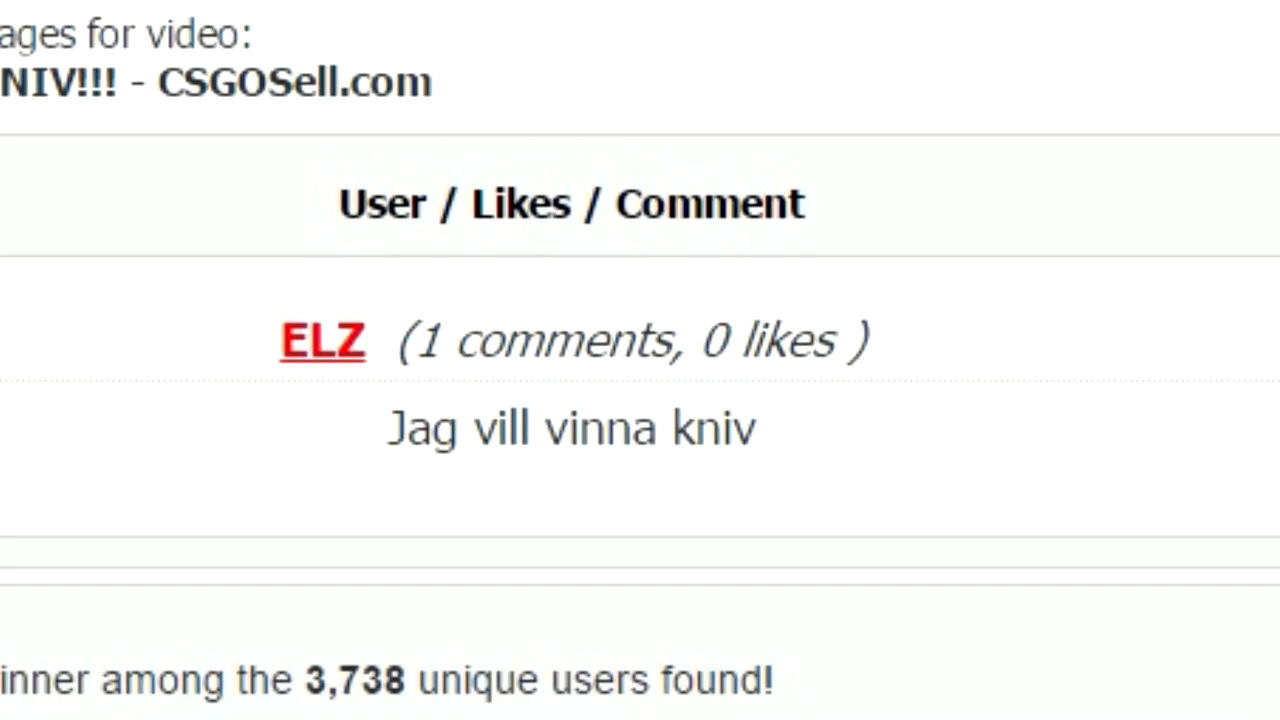 ages for video:
NIV!!! - CSGOSell.com
User / Likes / Comment
ELZ (1 comments, 0 likes )
Jag vill vinna kniv
inner among the 3,738 unique users found!